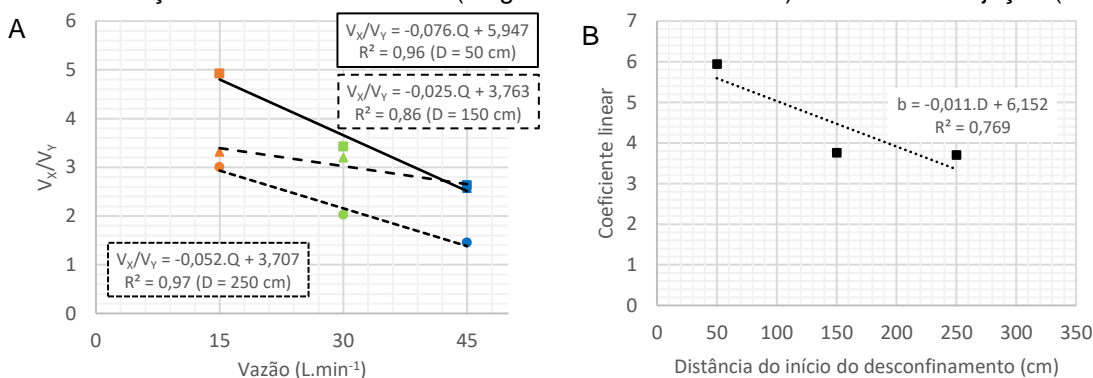 A
6
5
4
3
2
1
0
0
15
30
45
V_X/V_Y
Vazão (L.min⁻¹)
V_X/V_Y = -0,076.Q + 5,947
R² = 0,96 (D = 50 cm)
V_X/V_Y = -0,025.Q + 3,763
R² = 0,86 (D = 150 cm)
V_X/V_Y = -0,052.Q + 3,707
R² = 0,97 (D = 250 cm)
B
7
6
5
4
3
2
1
0
0
50
100
150
200
250
300
350
Coeficiente linear
Distância do início do desconfinamento (cm)
b = -0,011.D + 6,152
R² = 0,769